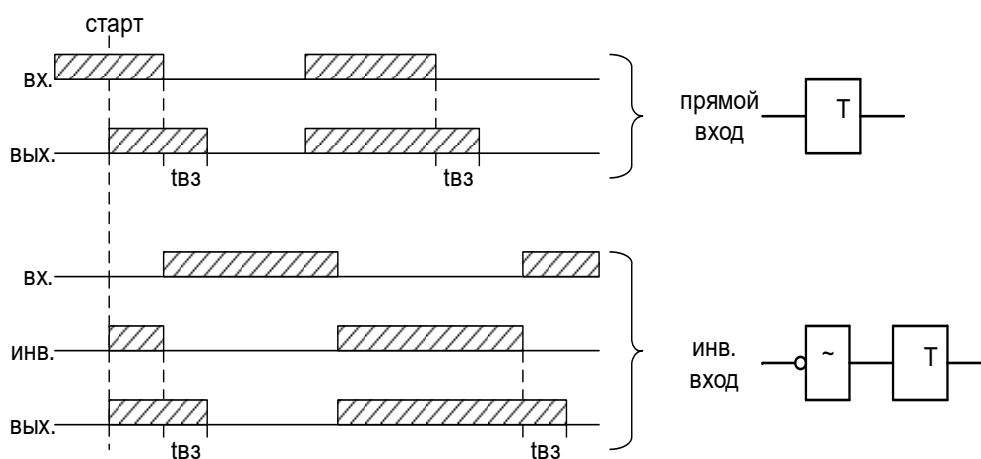 старт
вх.
вых.
tвз tвз
прямой
вход
T
вх.
инв.
вых.
tвз tвз
инв.
вход
~
T